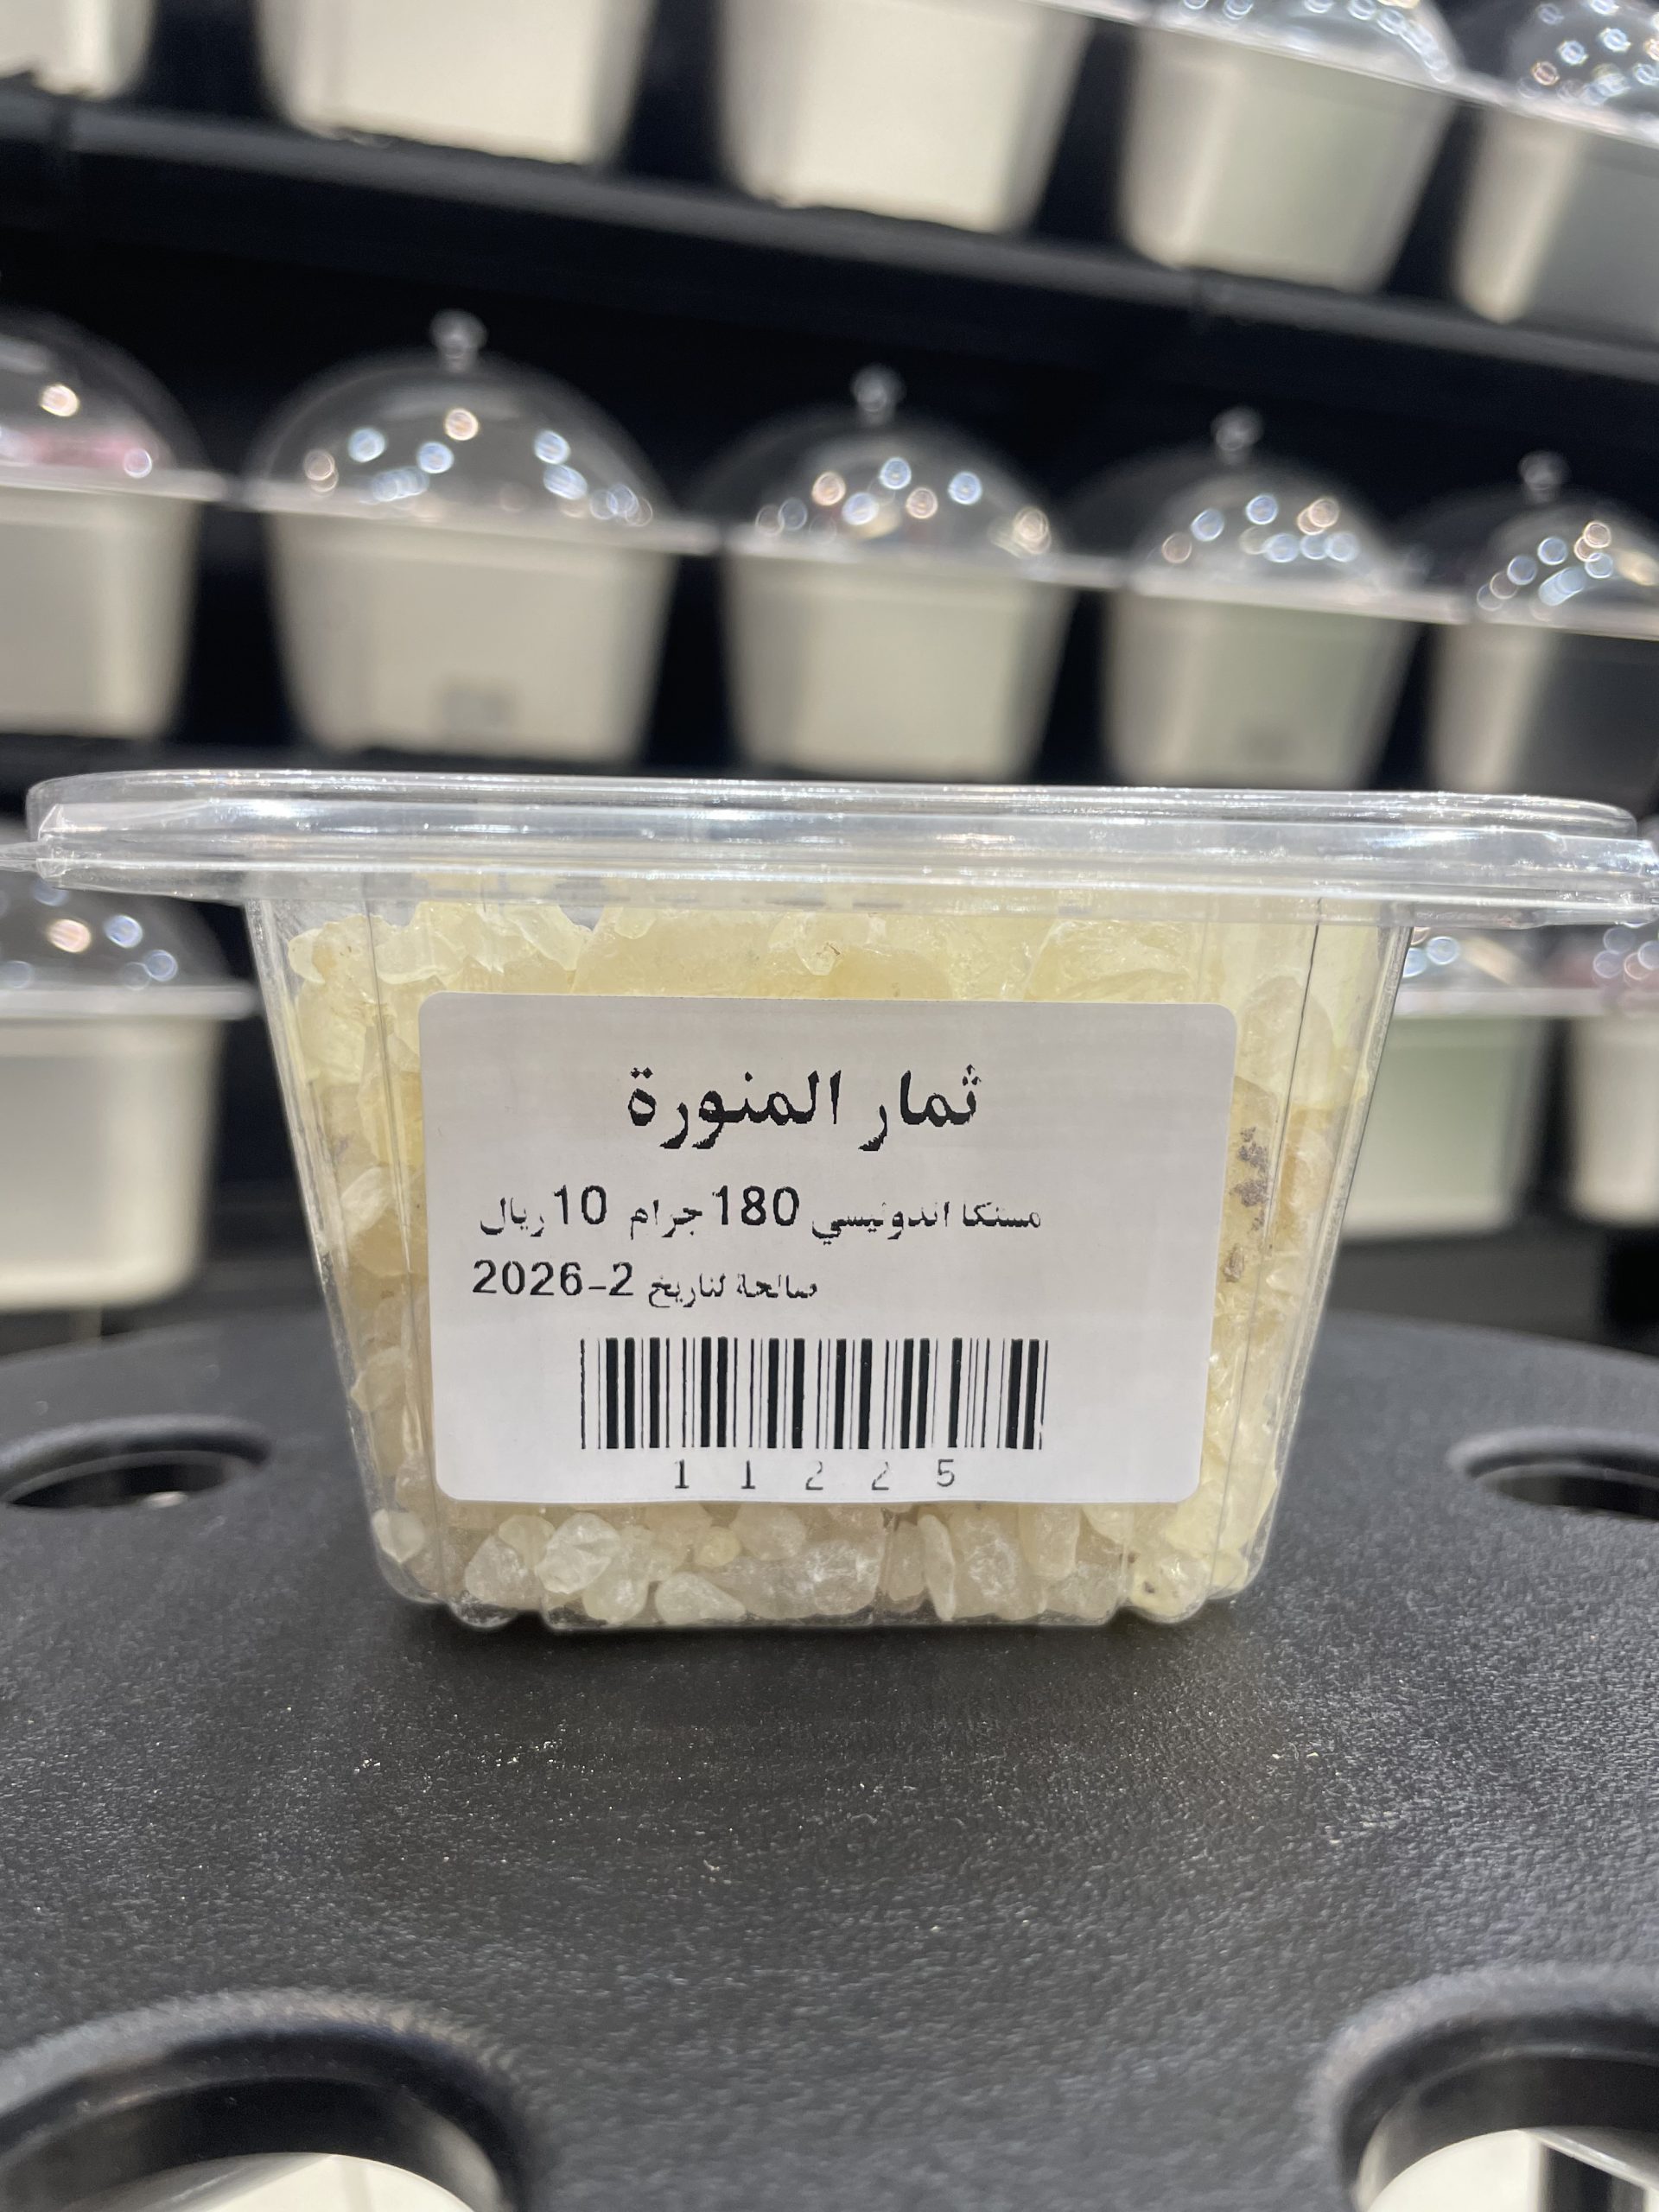 ثمار المنورة
مستكا اندونيسي 180جرام 10ريال
صالحة لتاريخ 2-2026
11225